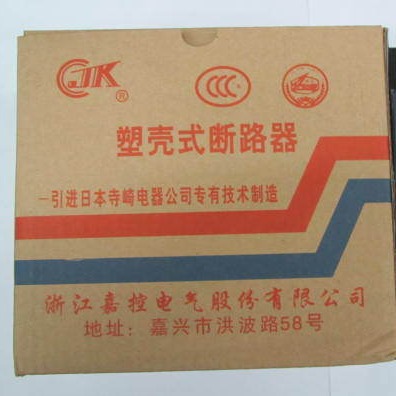 CJK®
CCC
塑壳式断路器
一引进日本寺崎电器公司专有技术制造
浙江嘉控电气股份有限公司
地址：嘉兴市洪波路58号